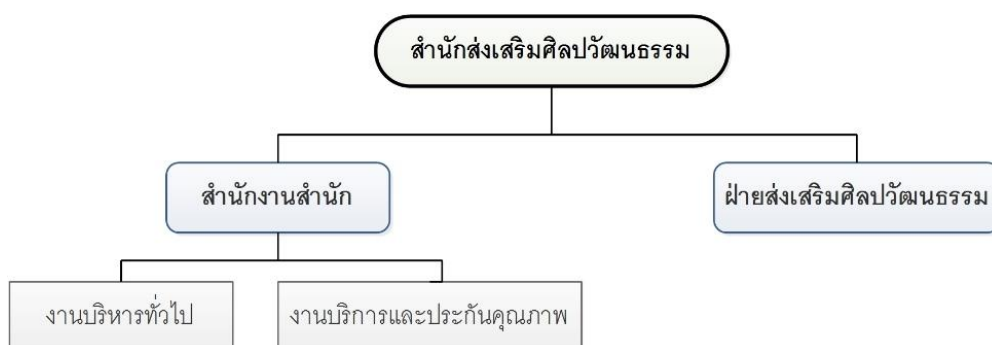 สำนักส่งเสริมศิลปวัฒนธรรม
สำนักงานสำนัก
ฝ่ายส่งเสริมศิลปวัฒนธรรม
งานบริหารทั่วไป
งานบริการและประกันคุณภาพ